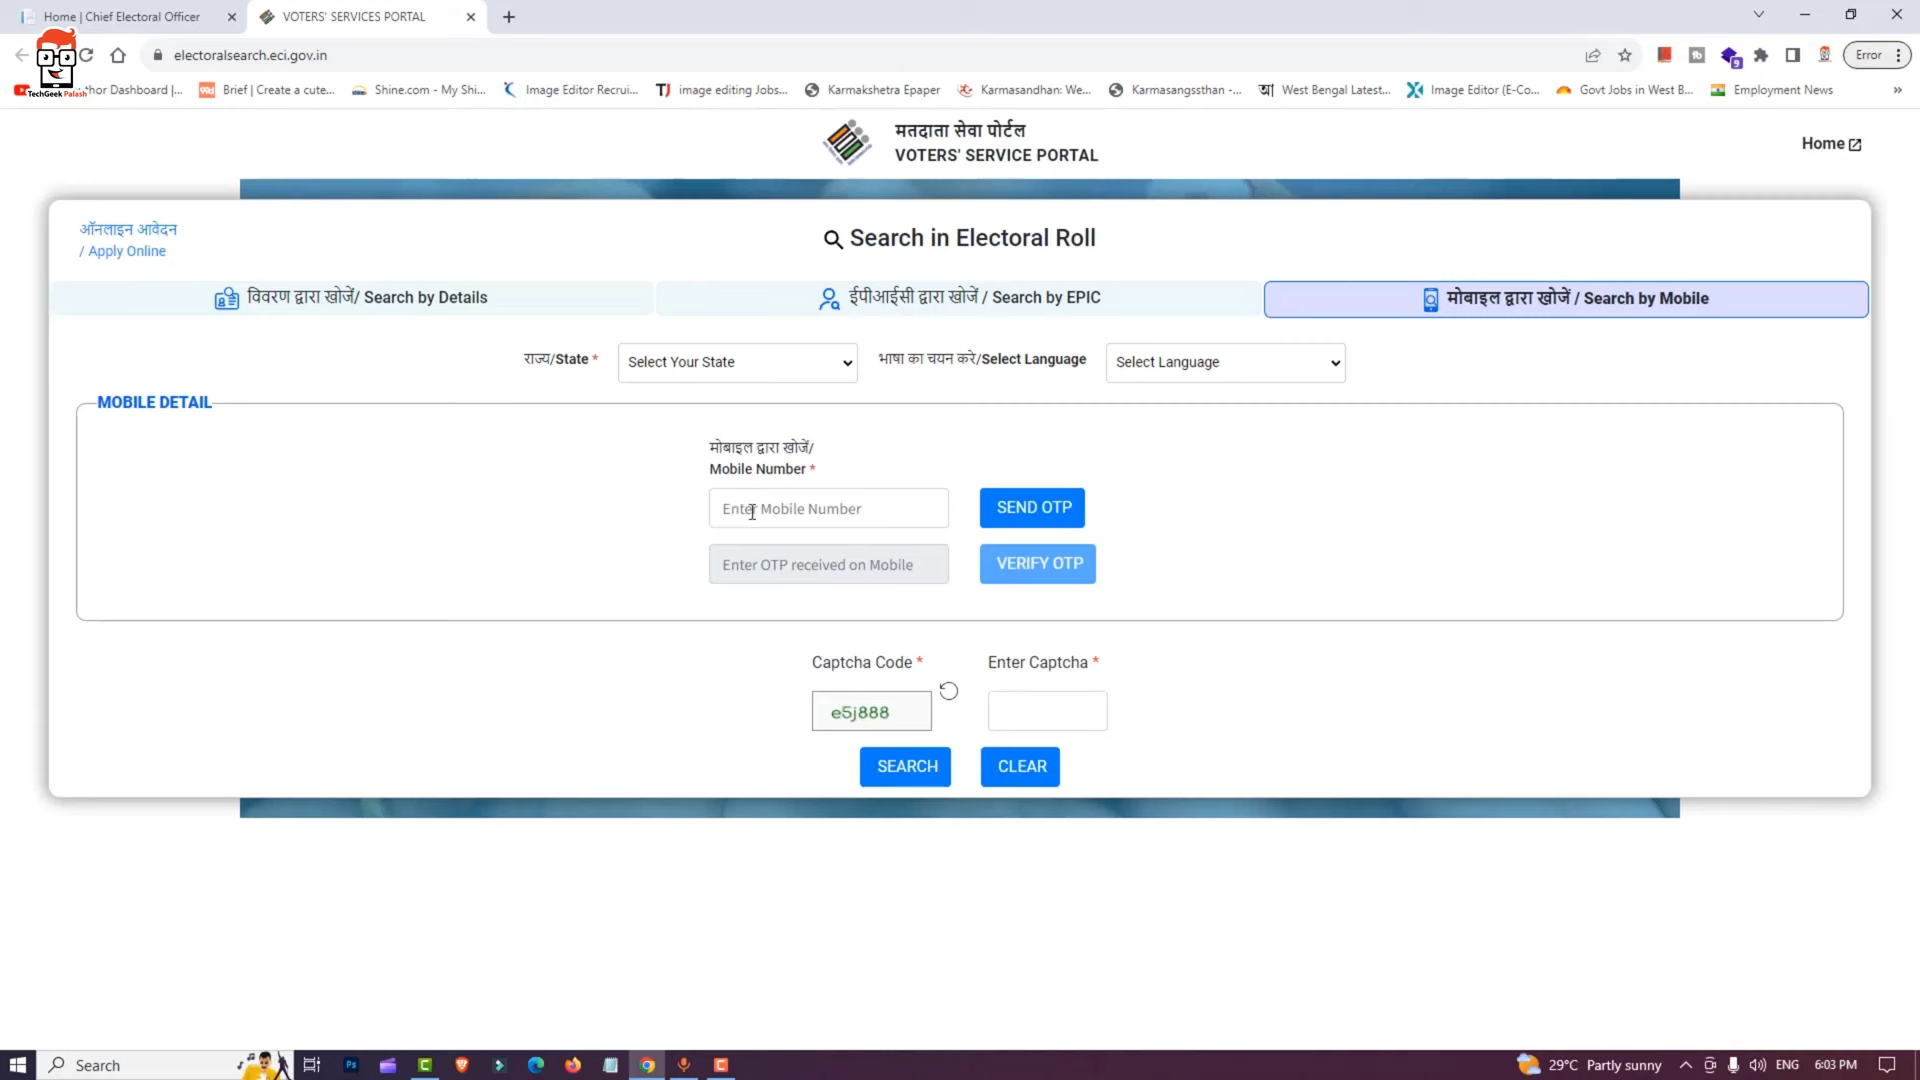 Home | Chief Electoral Officer
VOTERS' SERVICES PORTAL
electoralsearch.eci.gov.in
Error
TechGeek Palash
thor Dashboard |...
Brief | Create a cute...
Shine.com - My Shi...
Image Editor Recrui...
image editing Jobs...
Karmakshetra Epaper
Karmasandhan: We...
Karmasangssthan -...
West Bengal Latest...
Image Editor (E-Co...
Govt Jobs in West B...
Employment News
मतदाता सेवा पोर्टल
VOTERS' SERVICE PORTAL
Home
ऑनलाइन आवेदन
/ Apply Online
Search in Electoral Roll
विवरण द्वारा खोजें/ Search by Details
ईपीआईसी द्वारा खोजें / Search by EPIC
मोबाइल द्वारा खोजें / Search by Mobile
राज्य/State *
Select Your State
भाषा का चयन करे/Select Language
Select Language
MOBILE DETAIL
मोबाइल द्वारा खोजें/
Mobile Number *
Enter Mobile Number
SEND OTP
Enter OTP received on Mobile
VERIFY OTP
Captcha Code *
Enter Captcha *
e5j888
SEARCH
CLEAR
Search
29°C Partly sunny
ENG
6:03 PM